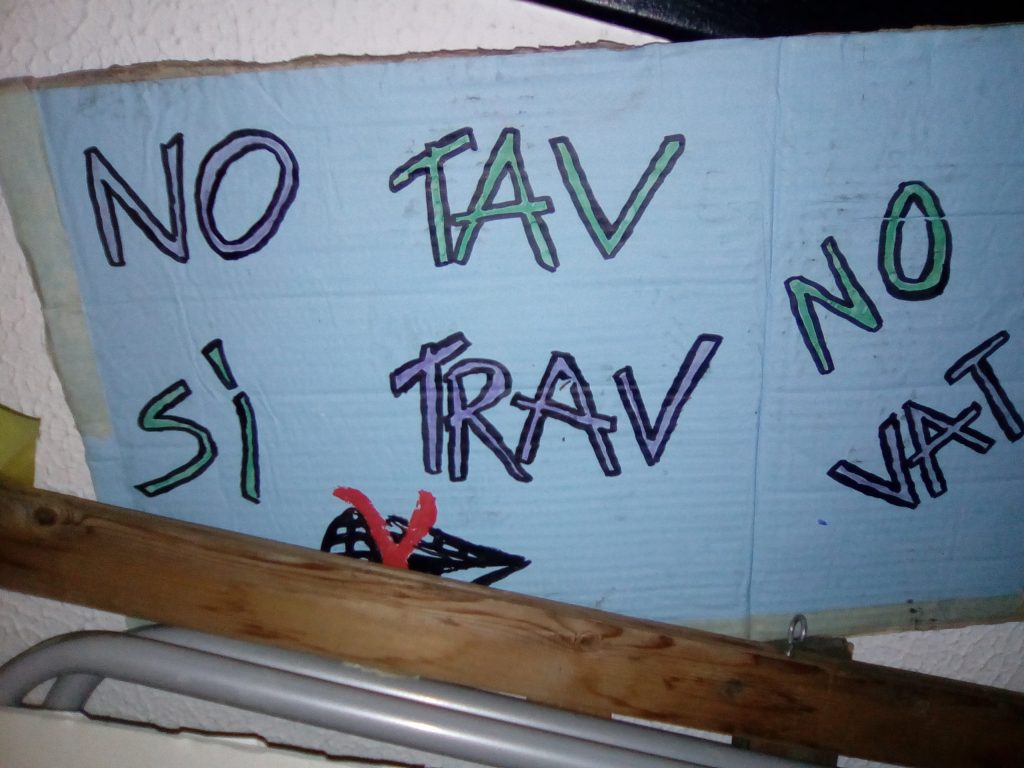 NO TAV
SÌ TRAV
NO
VAT